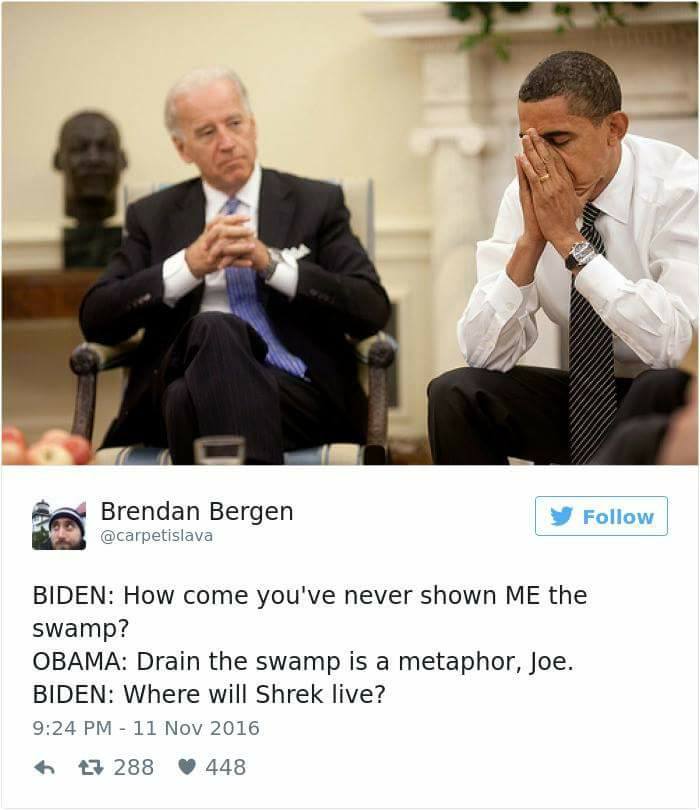 Brendan Bergen
@carpetislava
Follow
BIDEN: How come you've never shown ME the
swamp?
OBAMA: Drain the swamp is a metaphor, Joe.
BIDEN: Where will Shrek live?
9:24 PM - 11 Nov 2016
288 448